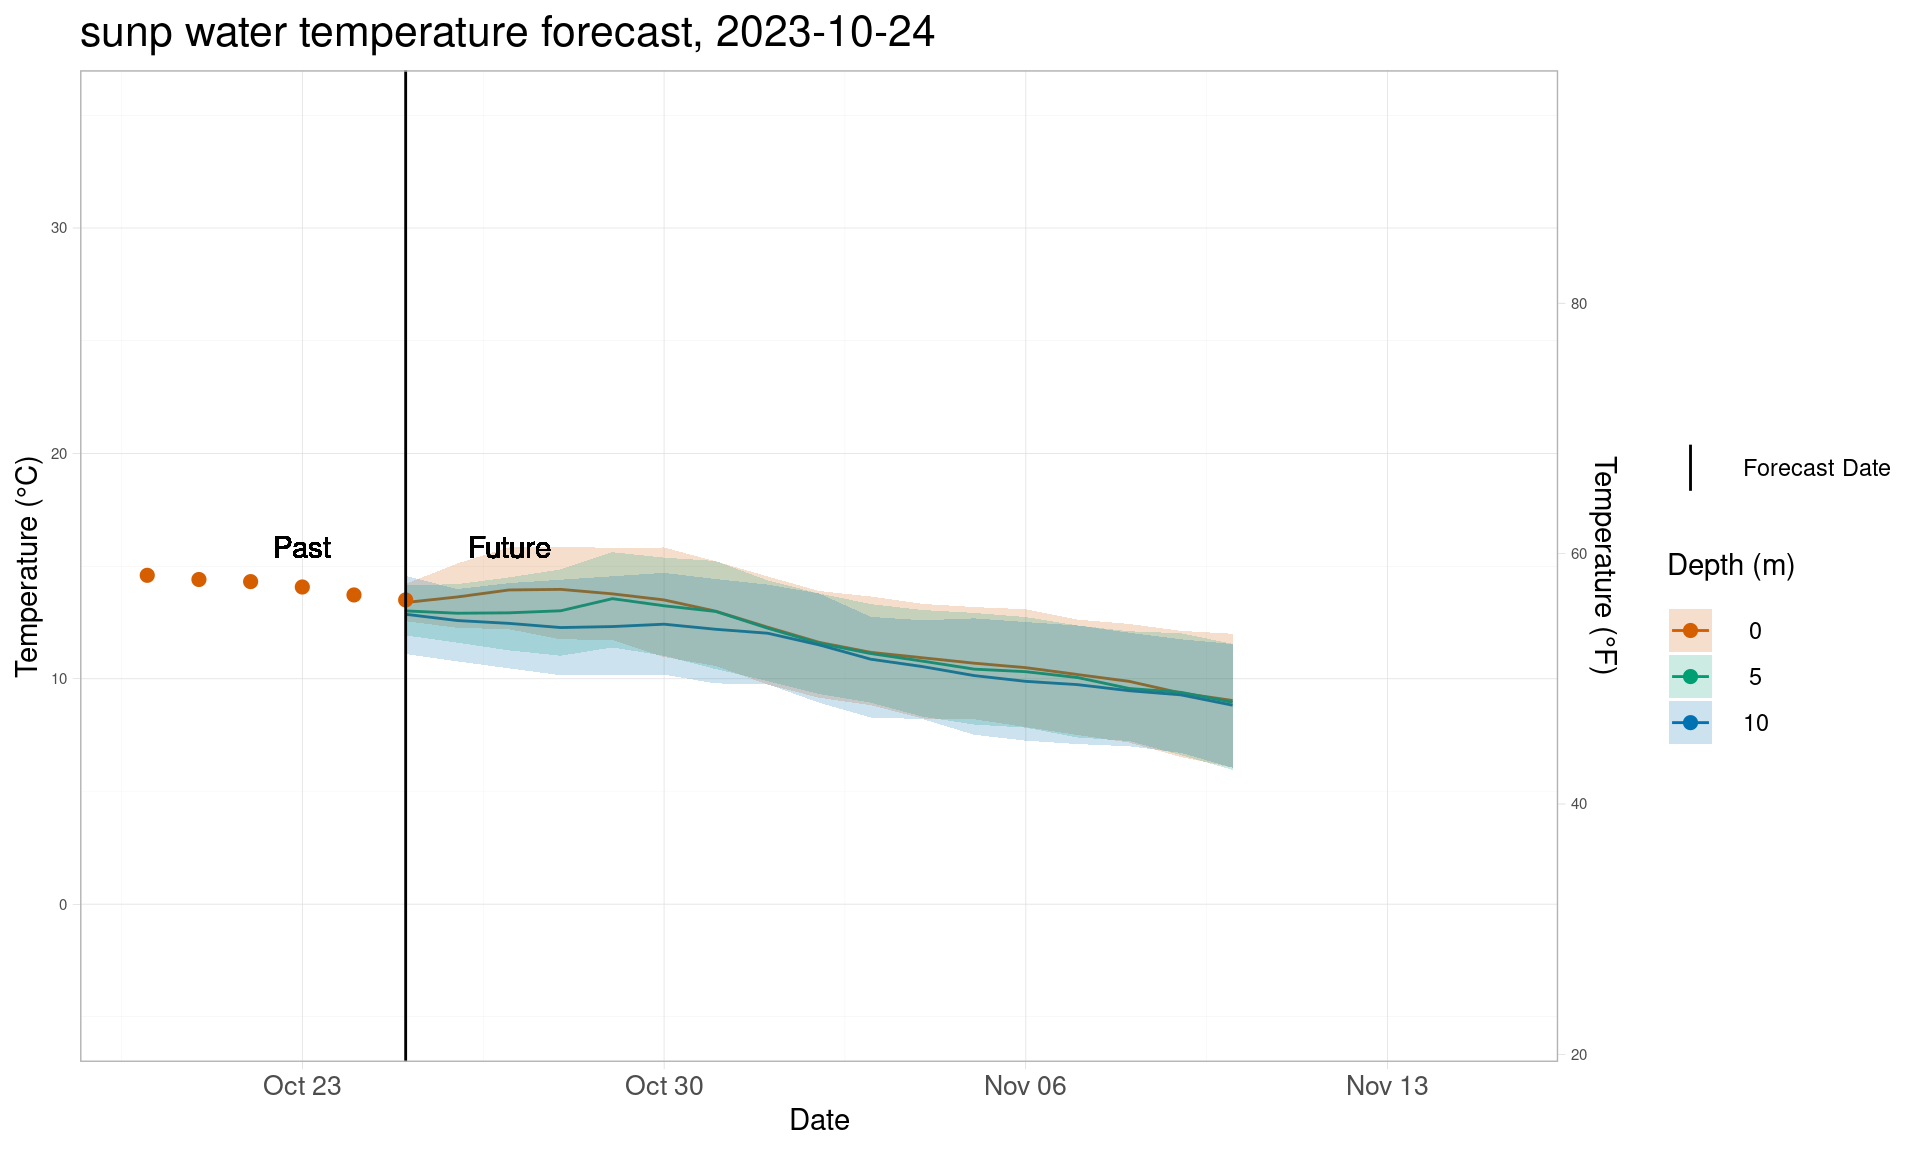 sunp water temperature forecast, 2023-10-24
Temperature (°C)
30
20
10
0
Past
Future
80
60
40
20
Temperature (°F)
Oct 23
Oct 30
Nov 06
Nov 13
Date
Forecast Date
Depth (m)
0
5
10